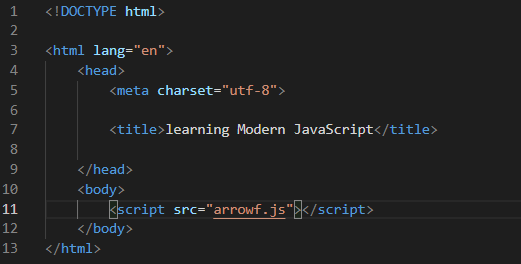 1 <!DOCTYPE html>
2
3 <html lang="en">
4     <head>
5         <meta charset="utf-8">
6
7         <title>learning Modern JavaScript</title>
8
9     </head>
10     <body>
11         <script src="arrowf.js"></script>
12     </body>
13 </html>